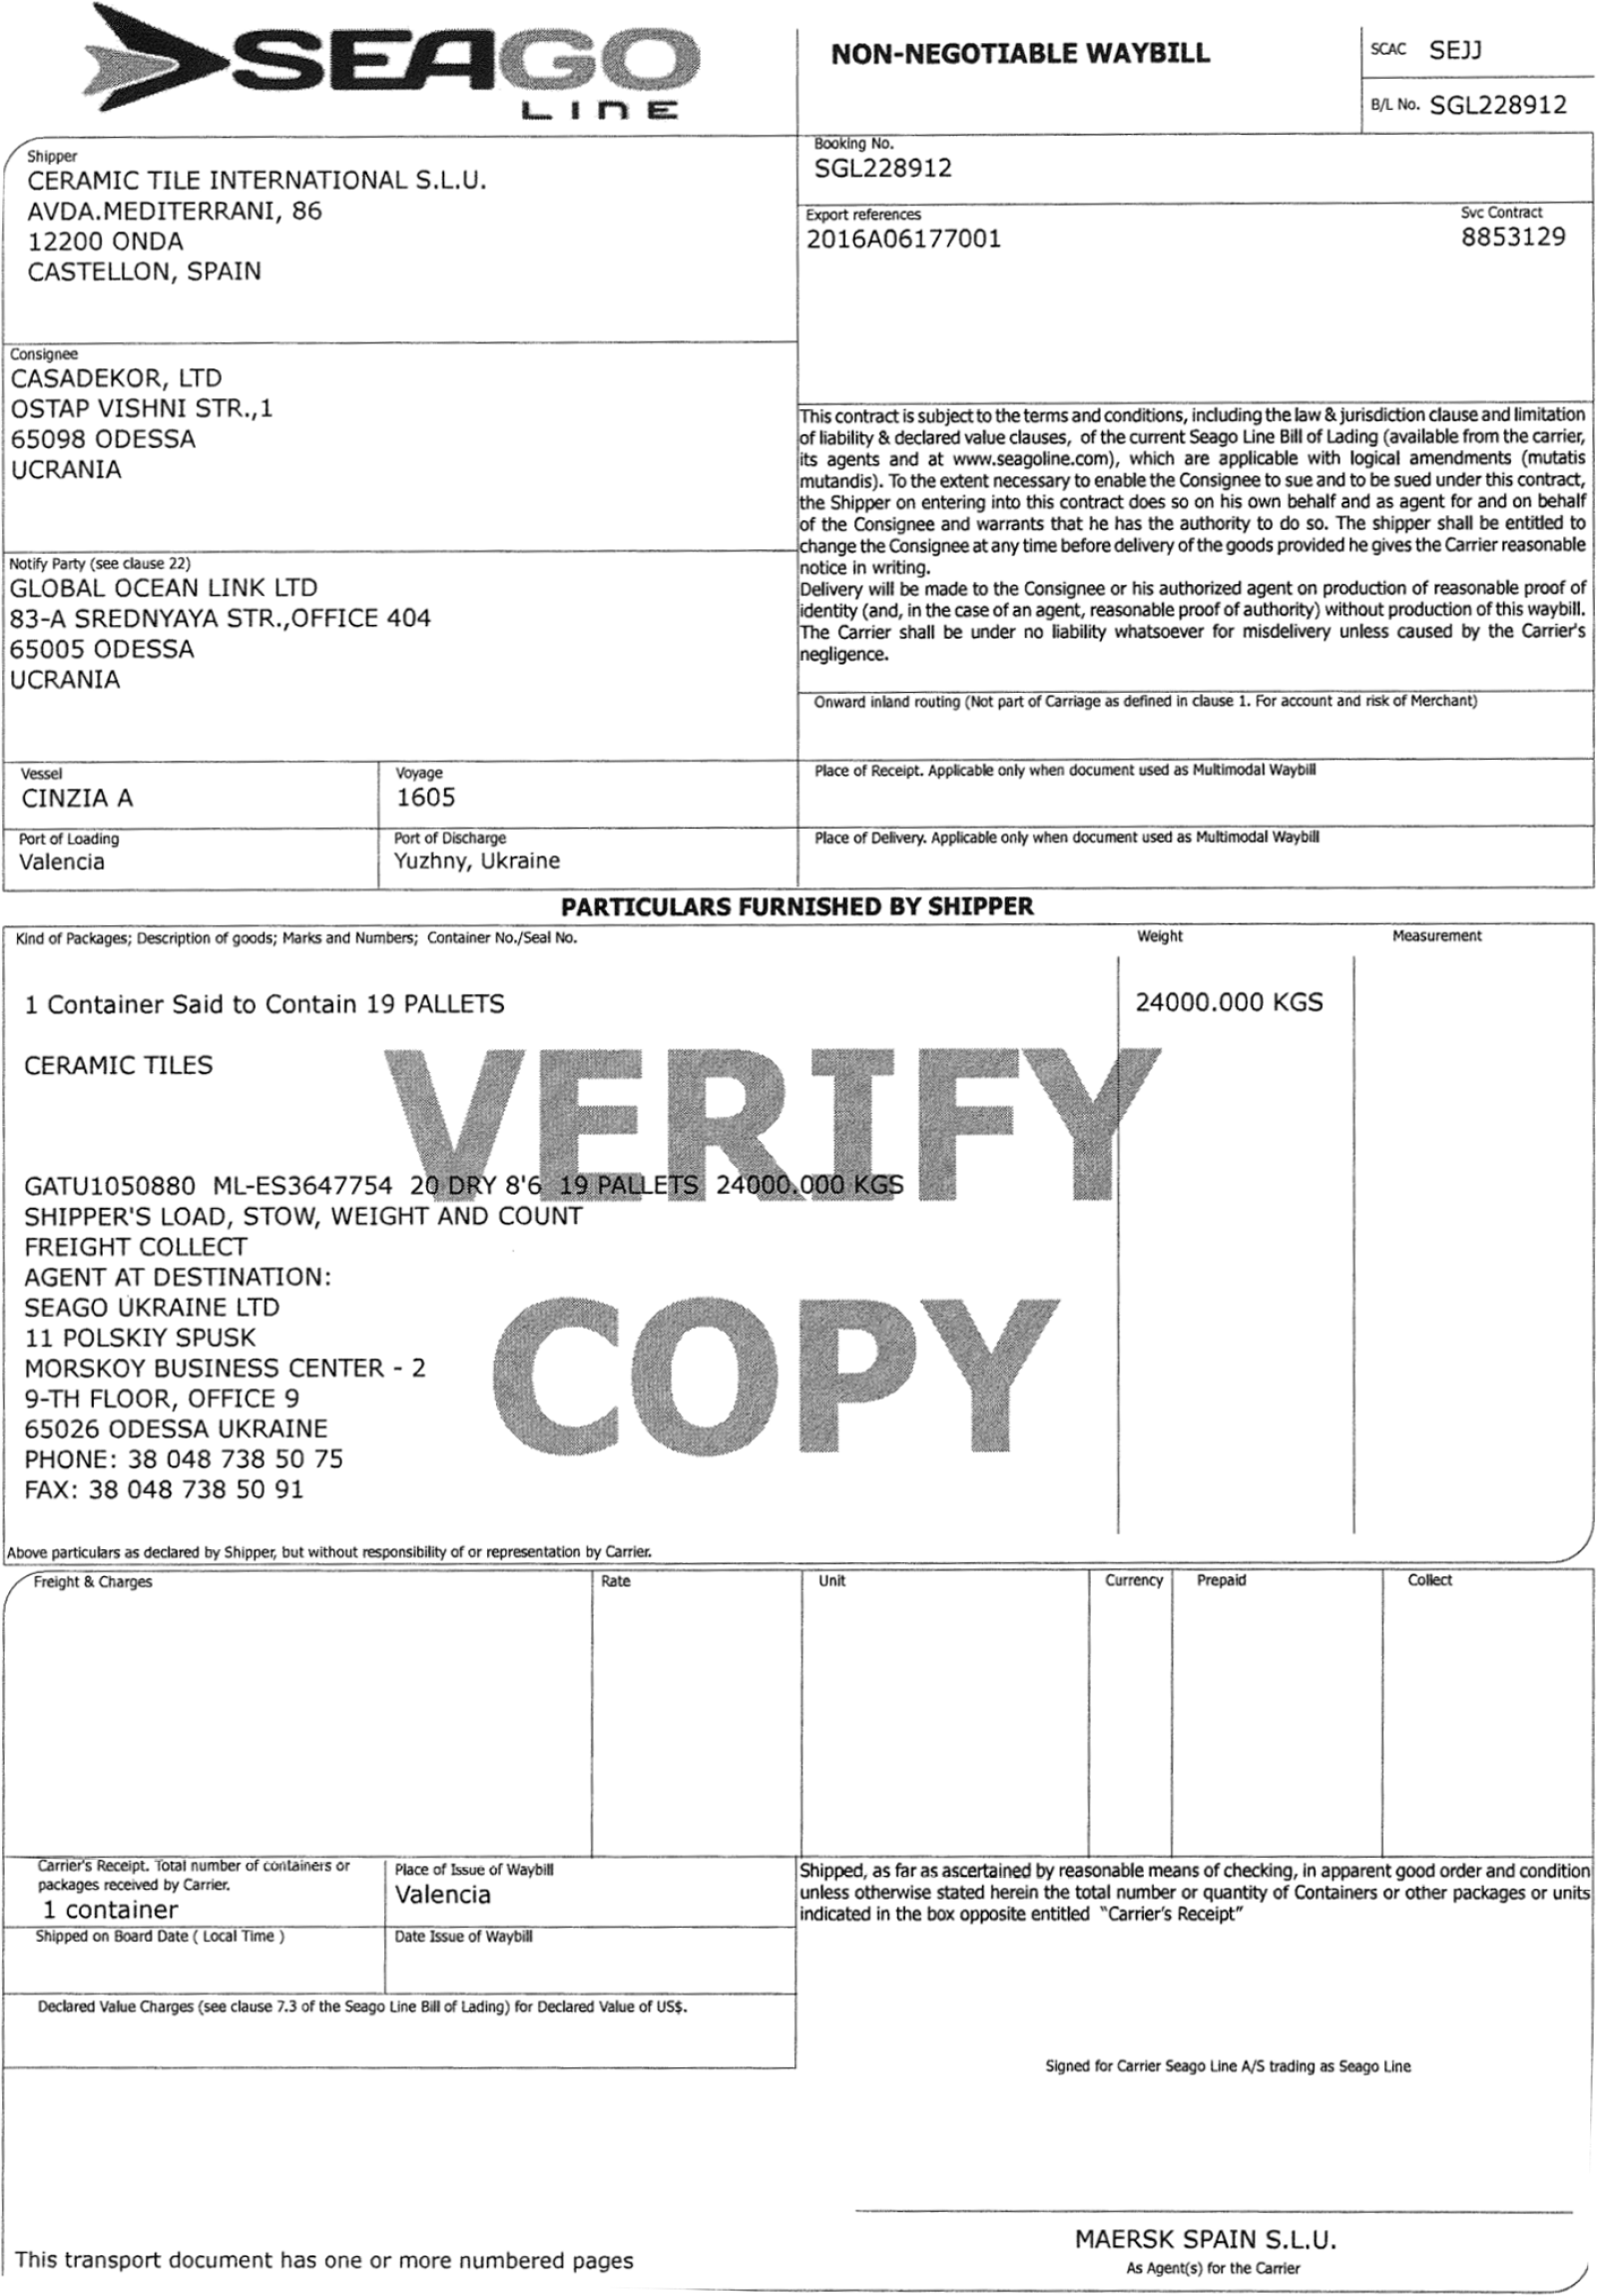 SEAGO
LINE
NON-NEGOTIABLE WAYBILL
SCAC SEJJ
B/L No. SGL228912
Shipper
CERAMIC TILE INTERNATIONAL S.L.U.
AVDA.MEDITERRANI, 86
12200 ONDA
CASTELLON, SPAIN
Booking No.
SGL228912
Export references
2016A06177001
Svc Contract
8853129
Consignee
CASADEKOR, LTD
OSTAP VISHNI STR.,1
65098 ODESSA
UCRANIA
This contract is subject to the terms and conditions, including the law & jurisdiction clause and limitation
of liability & declared value clauses, of the current Seago Line Bill of Lading (available from the carrier,
its agents and at www.seagoline.com), which are applicable with logical amendments (mutatis
mutandis). To the extent necessary to enable the Consignee to sue and to be sued under this contract,
the Shipper on entering into this contract does so on his own behalf and as agent for and on behalf
of the Consignee and warrants that he has the authority to do so. The shipper shall be entitled to
change the Consignee at any time before delivery of the goods provided he gives the Carrier reasonable
notice in writing.
Delivery will be made to the Consignee or his authorized agent on production of reasonable proof of
identity (and, in the case of an agent, reasonable proof of authority) without production of this waybill.
The Carrier shall be under no liability whatsoever for misdelivery unless caused by the Carrier's
negligence.
Notify Party (see clause 22)
GLOBAL OCEAN LINK LTD
83-A SREDNYAYA STR.,OFFICE 404
65005 ODESSA
UCRANIA
Onward inland routing (Not part of Carriage as defined in clause 1. For account and risk of Merchant)
Vessel
CINZIA A
Voyage
1605
Place of Receipt. Applicable only when document used as Multimodal Waybill
Port of Loading
Valencia
Port of Discharge
Yuzhny, Ukraine
Place of Delivery. Applicable only when document used as Multimodal Waybill
PARTICULARS FURNISHED BY SHIPPER
Kind of Packages; Description of goods; Marks and Numbers; Container No./Seal No.
Weight
Measurement
1 Container Said to Contain 19 PALLETS
24000.000 KGS
CERAMIC TILES
VERIFY
COPY
GATU1050880 ML-ES3647754 20 DRY 8'6 19 PALLETS 24000.000 KGS
SHIPPER'S LOAD, STOW, WEIGHT AND COUNT
FREIGHT COLLECT
AGENT AT DESTINATION:
SEAGO UKRAINE LTD
11 POLSKIY SPUSK
MORSKOY BUSINESS CENTER - 2
9-TH FLOOR, OFFICE 9
65026 ODESSA UKRAINE
PHONE: 38 048 738 50 75
FAX: 38 048 738 50 91
Above particulars as declared by Shipper, but without responsibility of or representation by Carrier.
Freight & Charges
Rate
Unit
Currency
Prepaid
Collect
Carrier's Receipt. Total number of containers or
packages received by Carrier.
1 container
Place of Issue of Waybill
Valencia
Shipped on Board Date ( Local Time )
Date Issue of Waybill
Declared Value Charges (see clause 7.3 of the Seago Line Bill of Lading) for Declared Value of US$.
Shipped, as far as ascertained by reasonable means of checking, in apparent good order and condition
unless otherwise stated herein the total number or quantity of Containers or other packages or units
indicated in the box opposite entitled "Carrier's Receipt"
Signed for Carrier Seago Line A/S trading as Seago Line
MAERSK SPAIN S.L.U.
As Agent(s) for the Carrier
This transport document has one or more numbered pages